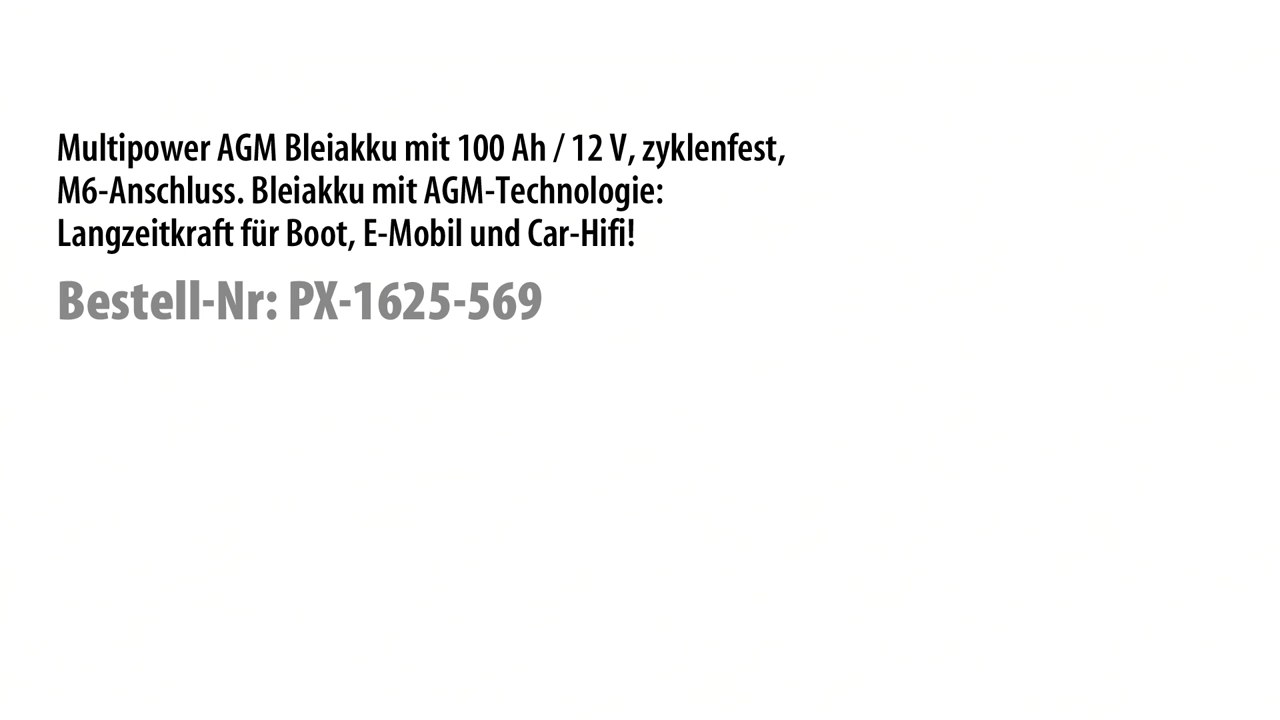 Multipower AGM Bleiakku mit 100 Ah / 12 V, zyklenfest,
M6-Anschluss. Bleiakku mit AGM-Technologie:
Langzeitkraft für Boot, E-Mobil und Car-Hifi!
Bestell-Nr: PX-1625-569